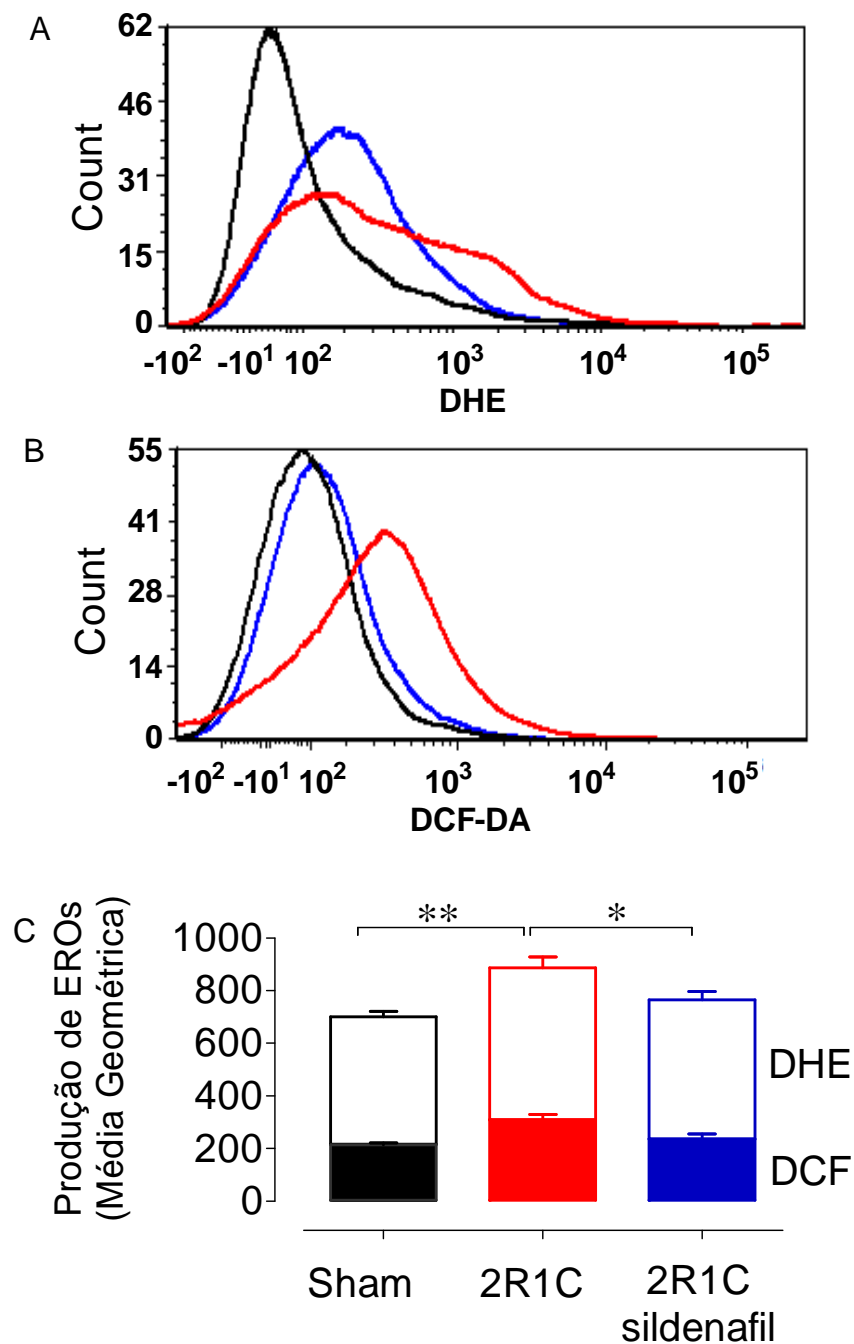 A
Count
62
46
31
15
0
-10² -10¹ 10² 10³ 10⁴ 10⁵
DHE
B
Count
55
41
28
14
0
-10² -10¹ 10² 10³ 10⁴ 10⁵
DCF-DA
C
Produção de EROs
(Média Geométrica)
** *
1000
800
600
400
200
0
DHE
DCF
Sham 2R1C 2R1C
sildenafil